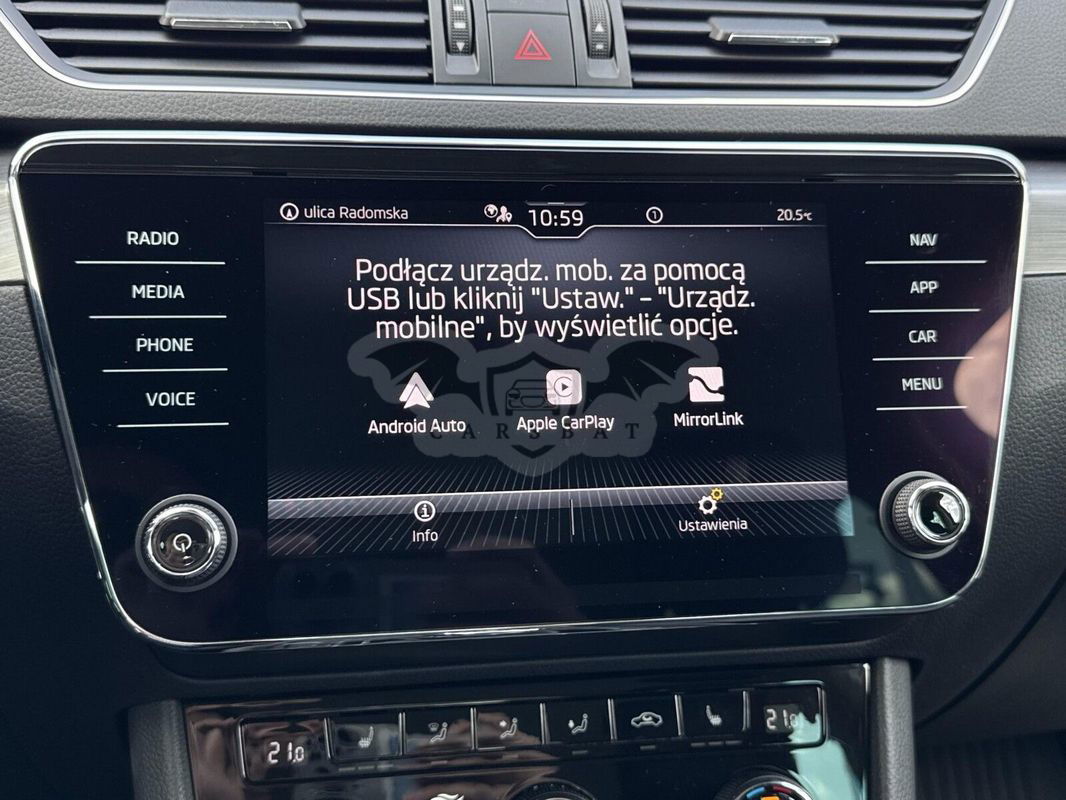 ulica Radomska
10:59
1
20.5°C
RADIO
MEDIA
PHONE
VOICE
Podłącz urządz. mob. za pomocą
USB lub kliknij "Ustaw." - "Urządz.
mobilne", by wyświetlić opcje.
Android Auto
Apple CarPlay
MirrorLink
CARSBAT
Info
Ustawienia
NAV
APP
CAR
MENU
21.0
21.0